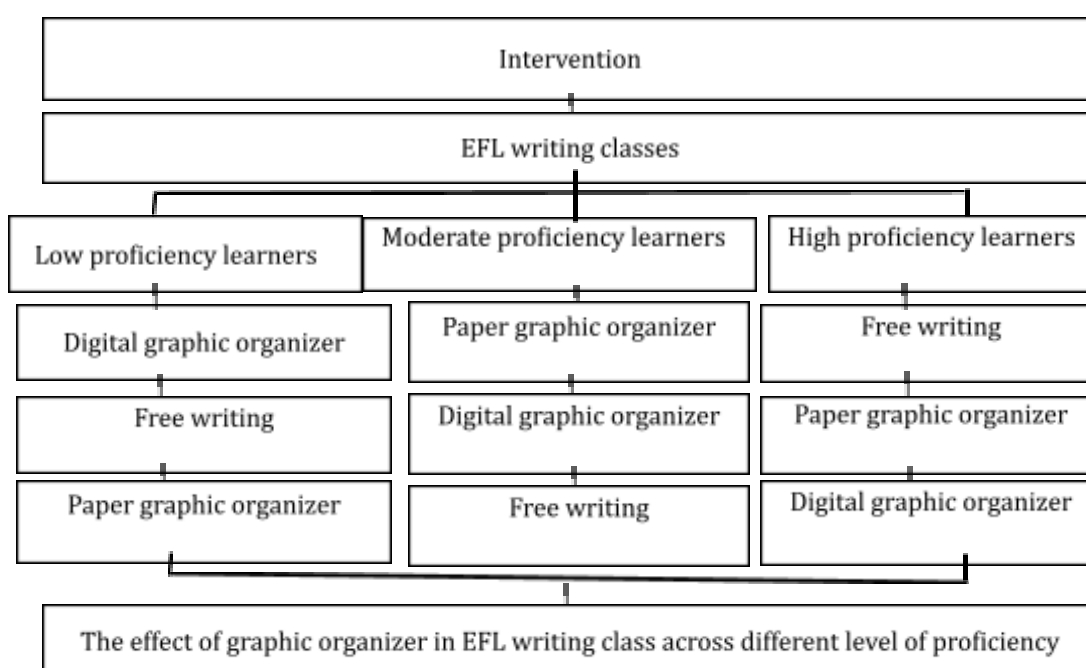 Intervention
EFL writing classes
Low proficiency learners
Moderate proficiency learners
High proficiency learners
Digital graphic organizer
Paper graphic organizer
Free writing
Free writing
Digital graphic organizer
Paper graphic organizer
Paper graphic organizer
Free writing
Digital graphic organizer
The effect of graphic organizer in EFL writing class across different level of proficiency